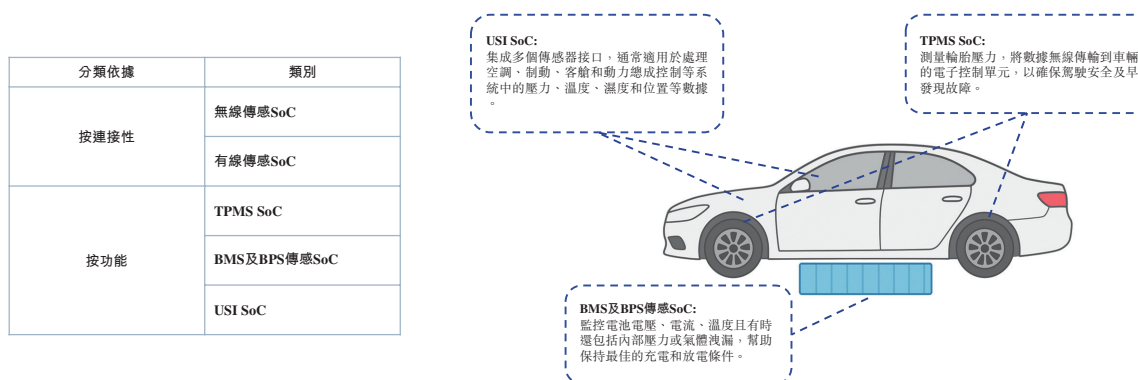 分類依據 類別
按連接性
無線傳感SoC
有線傳感SoC
按功能
TPMS SoC
BMS及BPS傳感SoC
USI SoC
USI SoC:
集成多個傳感器接口，通常適用於處理
空調、制動、客艙和動力總成控制等系
統中的壓力、溫度、濕度和位置等數據
。
TPMS SoC:
測量輪胎壓力，將數據無線傳輸到車輛
的電子控制單元，以確保駕駛安全及早
發現故障。
BMS及BPS傳感SoC:
監控電池電壓、電流、溫度且有時
還包括內部壓力或氣體洩漏，幫助
保持最佳的充電和放電條件。